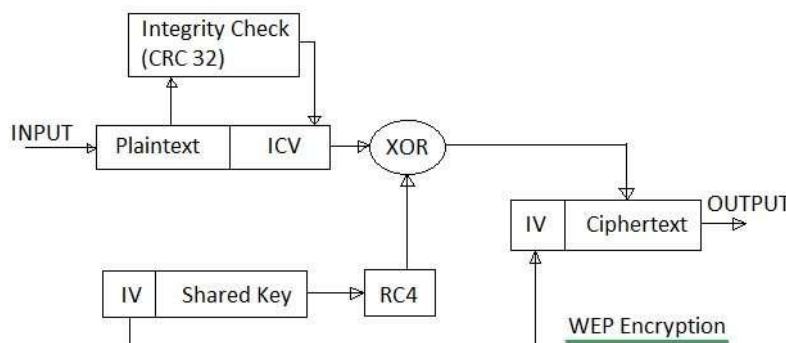 Integrity Check
(CRC 32)
INPUT
Plaintext
ICV
XOR
OUTPUT
IV
Ciphertext
IV
Shared Key
RC4
WEP Encryption